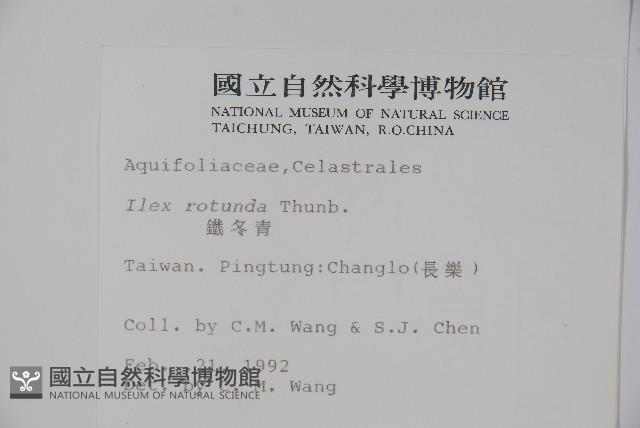 國立自然科學博物館
NATIONAL MUSEUM OF NATURAL SCIENCE
TAICHUNG, TAIWAN, R.O.CHINA
Aquifoliaceae,Celastrales
Ilex rotunda Thunb.
鐵冬青
Taiwan. Pingtung:Changlo(長樂)
Coll. by C.M. Wang & S.J. Chen
Feb. 21, 1992
Det. by C.M. Wang
國立自然科學博物館
NATIONAL MUSEUM OF NATURAL SCIENCE